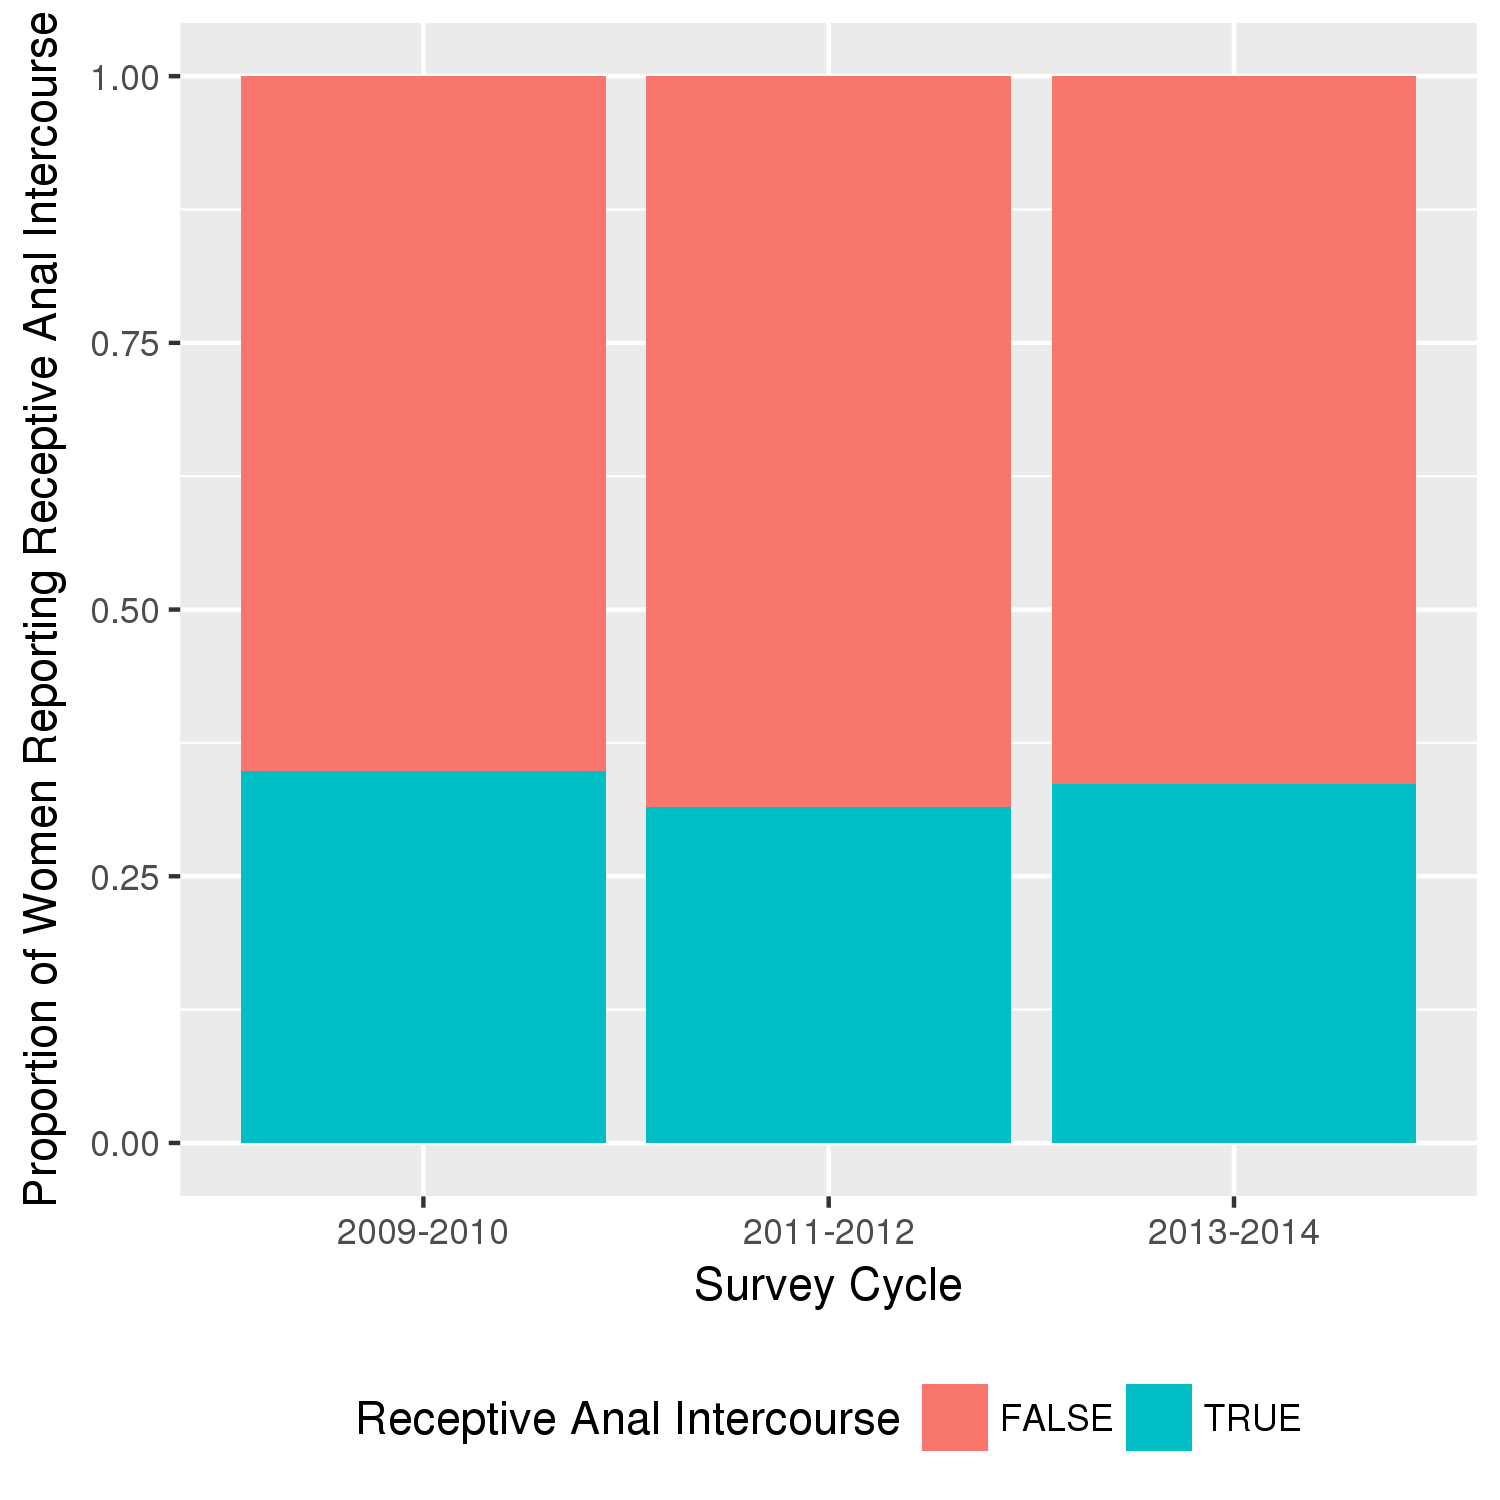 Proportion of Women Reporting Receptive Anal Intercourse
1.00
0.75
0.50
0.25
0.00
2009-2010 2011-2012 2013-2014
Survey Cycle
Receptive Anal Intercourse FALSE TRUE